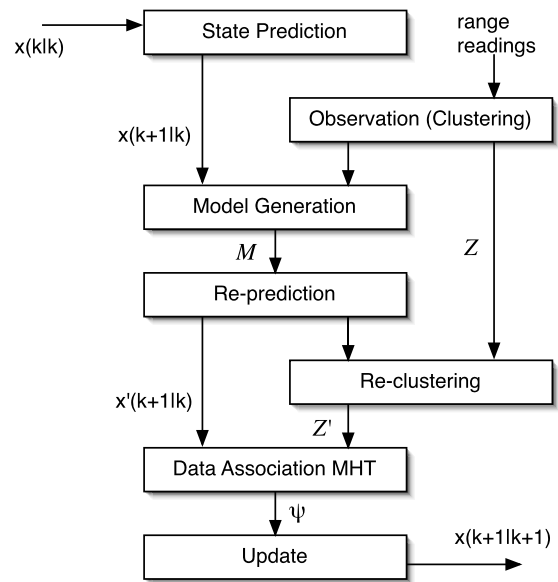 State Prediction
x(k|k)
range
readings
Observation (Clustering)
x(k+1|k)
Model Generation
M
Z
Re-prediction
Re-clustering
x'(k+1|k)
Z'
Data Association MHT
ψ
x(k+1|k+1)
Update